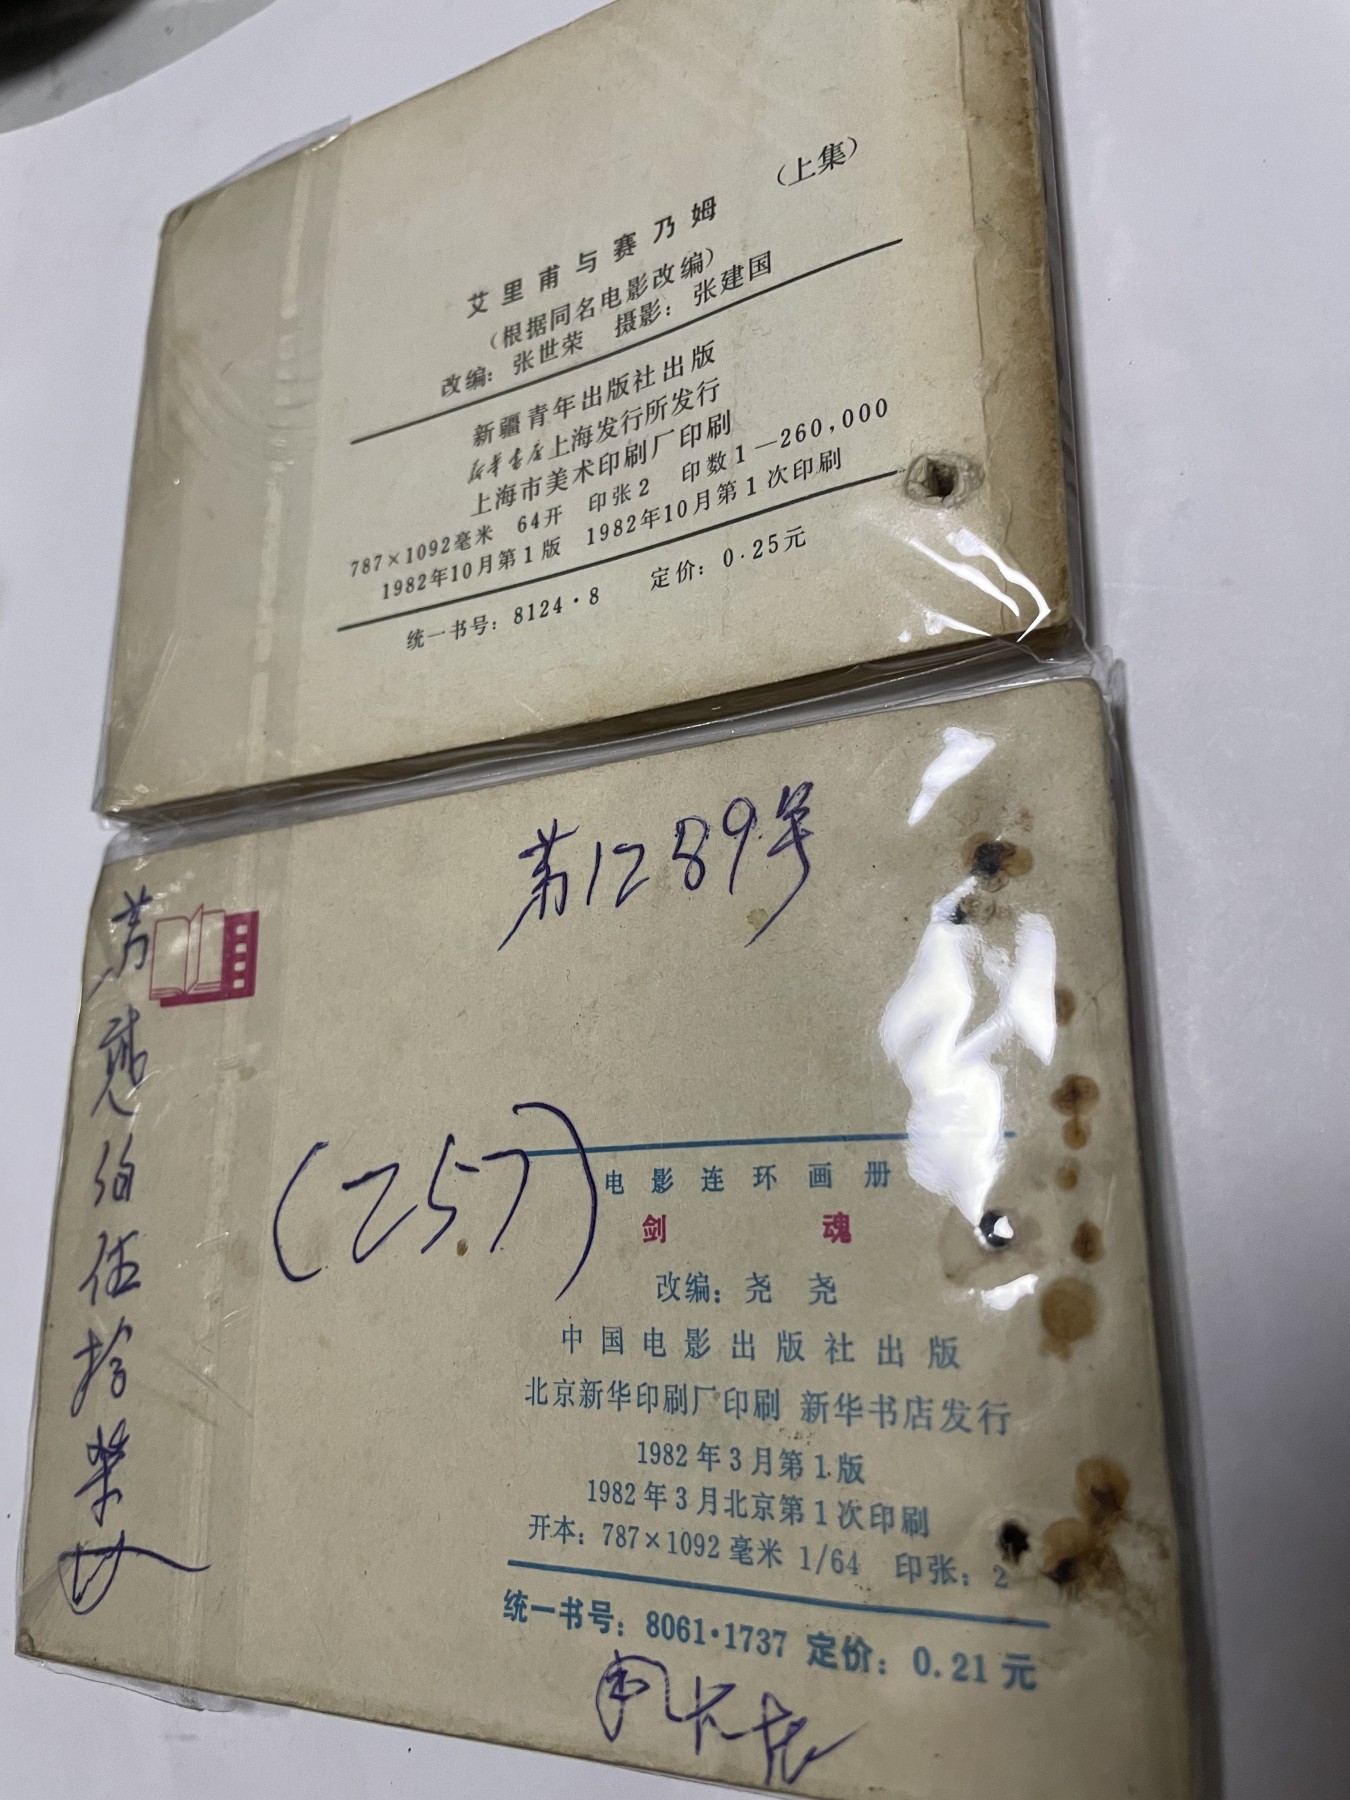 艾里甫与赛乃姆 (上集)
(根据同名电影改编)
改编：张世荣 摄影：张建国
新疆青年出版社出版
新华书店上海发行所发行
上海市美术印刷厂印刷
787×1092毫米 64开 印张2 印数1—260,000
1982年10月第1版 1982年10月第1次印刷
统一书号：8124·8 定价：0.25元
第1289号
第
伍拾
(257)
电影连环画册
剑魂
改编：尧尧
中国电影出版社出版
北京新华印刷厂印刷 新华书店发行
1982年3月第1版
1982年3月北京第1次印刷
开本：787×1092毫米 1/64 印张：2
统一书号：8061·1737 定价：0.21元